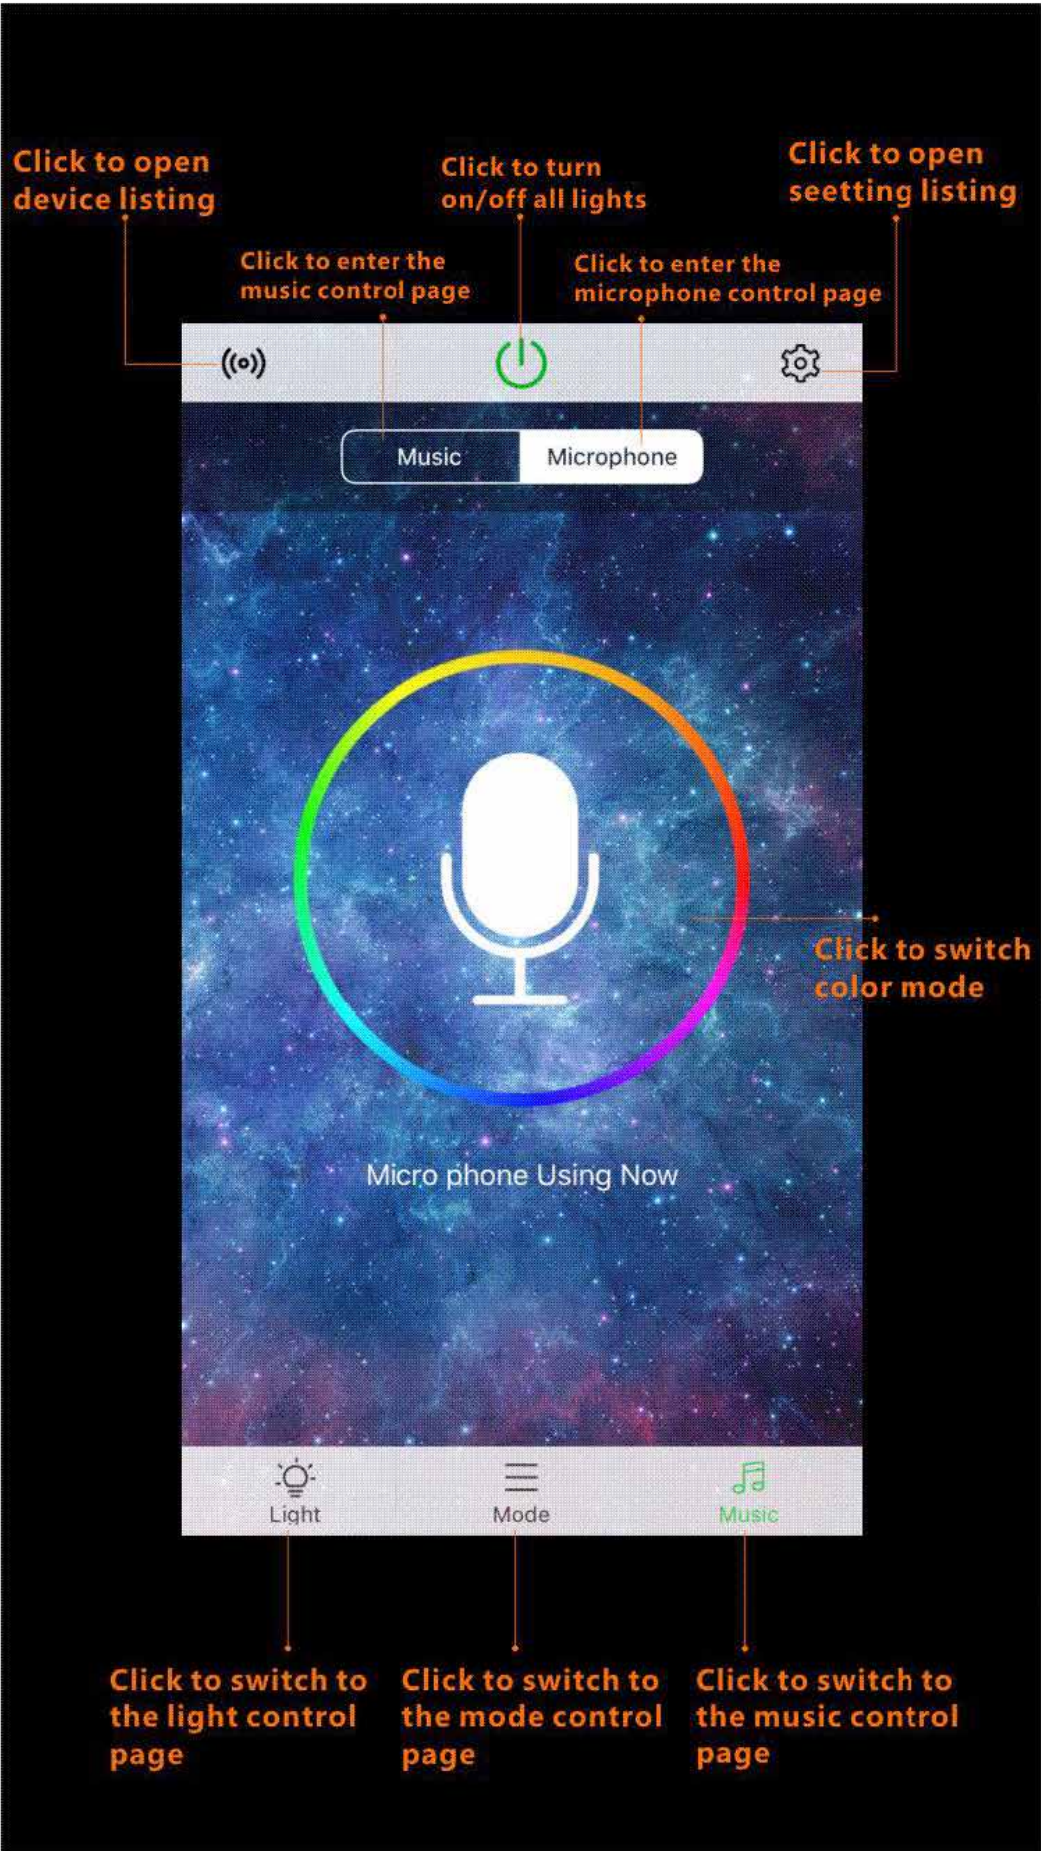 Click to open
device listing
Click to turn
on/off all lights
Click to open
seetting listing
Click to enter the
music control page
Click to enter the
microphone control page
Music
Microphone
Click to switch
color mode
Micro phone Using Now
Light
Mode
Music
Click to switch to
the light control
page
Click to switch to
the mode control
page
Click to switch to
the music control
page